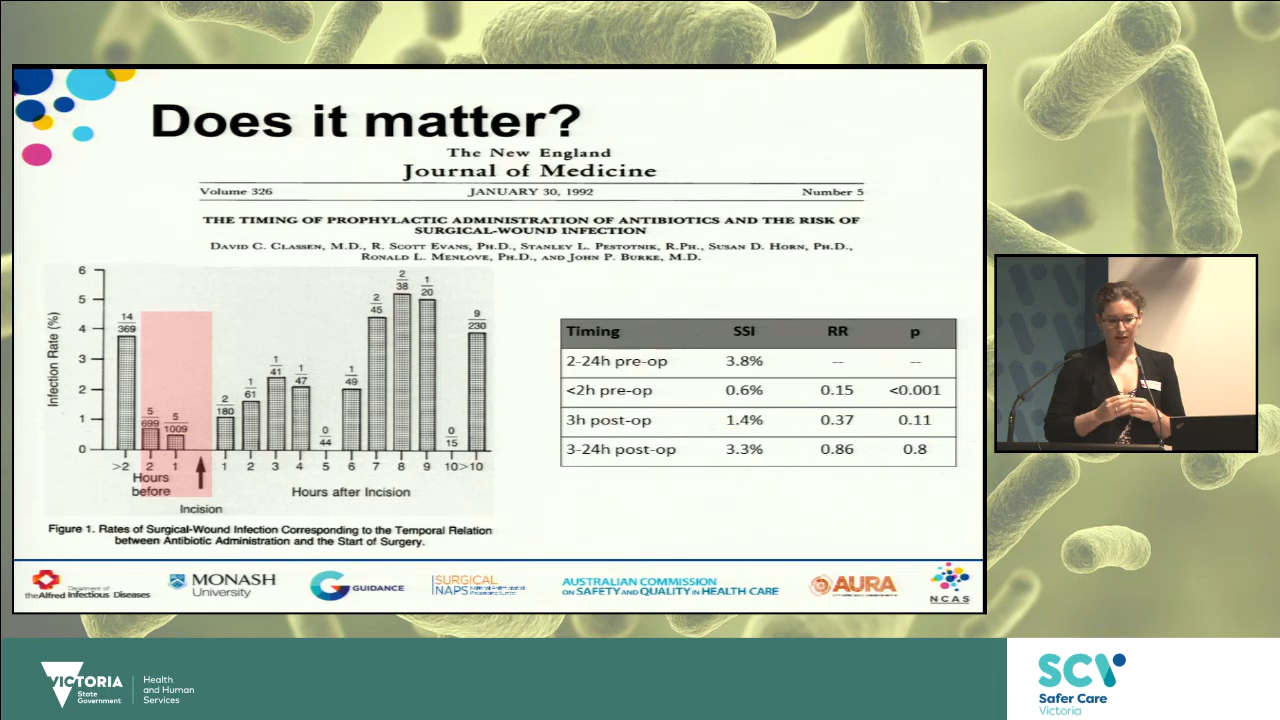 Does it matter?
The New England
Journal of Medicine
Volume 326 JANUARY 30, 1992 Number 5
THE TIMING OF PROPHYLACTIC ADMINISTRATION OF ANTIBIOTICS AND THE RISK OF
SURGICAL-WOUND INFECTION
David C. Classen, M.D., R. Scott Evans, Ph.D., Stanley L. Pestotnik, R.Ph., Susan D. Horn, Ph.D.,
Ronald L. Menlove, Ph.D., and John P. Burke, M.D.
Infection Rate (%)
6
5
4
3
2
1
0
14/369
5/699
5/1009
2/180
1/61
1/41
1/47
0/44
1/49
2/45
2/38
1/20
0/15
9/230
>2 2 1 1 2 3 4 5 6 7 8 9 10 >10
Hours
before
Hours after Incision
Incision
Figure 1. Rates of Surgical-Wound Infection Corresponding to the Temporal Relation
between Antibiotic Administration and the Start of Surgery.
Timing SSI RR p
2-24h pre-op 3.8% -- --
<2h pre-op 0.6% 0.15 <0.001
3h post-op 1.4% 0.37 0.11
3-24h post-op 3.3% 0.86 0.8
Department of
theAlfred Infectious Diseases
MONASH
University
GUIDANCE
SURGICAL
NAPS
AUSTRALIAN COMMISSION
ON SAFETY AND QUALITY IN HEALTH CARE
AURA
NCAS
VICTORIA
State
Government
Health
and Human
Services
SCV
Safer Care
Victoria